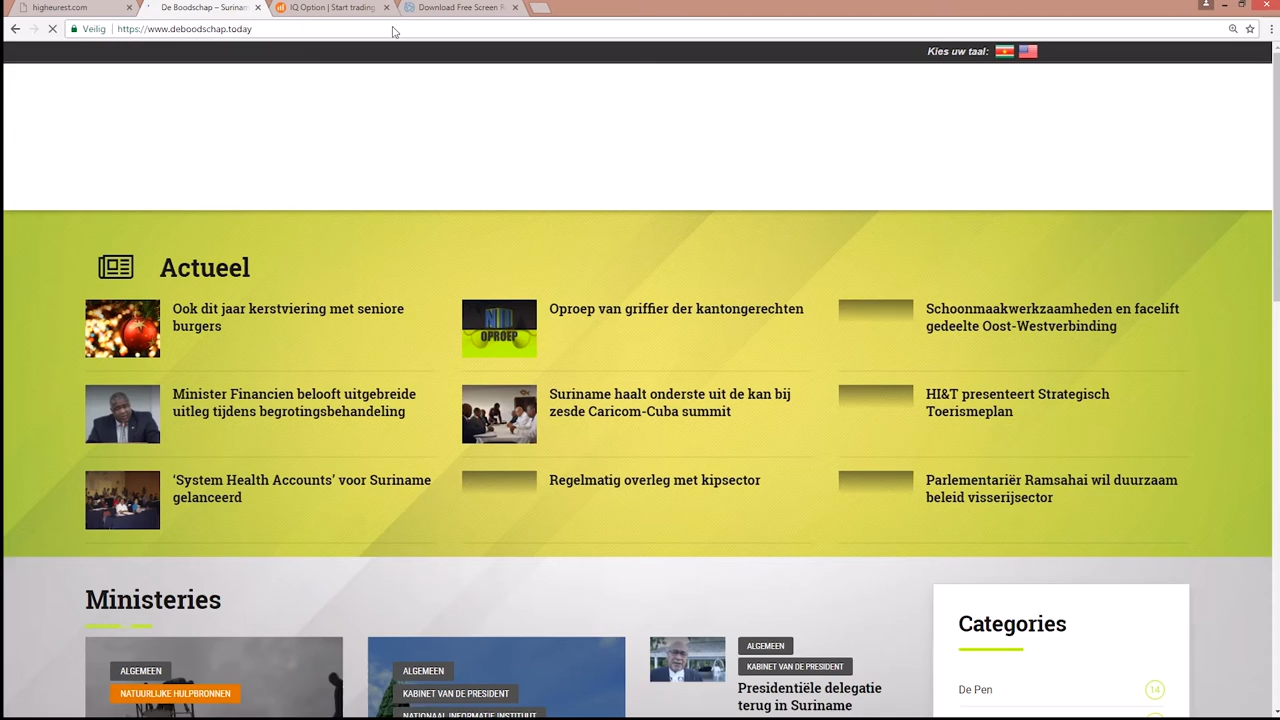 higheurest.com
De Boodschap – Surinam
IQ Option | Start trading
Download Free Screen R
Veilig
https://www.deboodschap.today
Kies uw taal:
Actueel
Ook dit jaar kerstviering met seniore
burgers
Oproep van griffier der kantongerechten
NII
OPROEP
Schoonmaakwerkzaamheden en facelift
gedeelte Oost-Westverbinding
Minister Financien belooft uitgebreide
uitleg tijdens begrotingsbehandeling
Suriname haalt onderste uit de kan bij
zesde Caricom-Cuba summit
HI&T presenteert Strategisch
Toerismeplan
‘System Health Accounts’ voor Suriname
gelanceerd
Regelmatig overleg met kipsector
Parlementariër Ramsahai wil duurzaam
beleid visserijsector
Ministeries
ALGEMEEN
NATUURLIJKE HULPBRONNEN
ALGEMEEN
KABINET VAN DE PRESIDENT
NATIONAAL INFORMATIE INSTITUUT
ALGEMEEN
KABINET VAN DE PRESIDENT
Presidentiële delegatie
terug in Suriname
Categories
De Pen
14